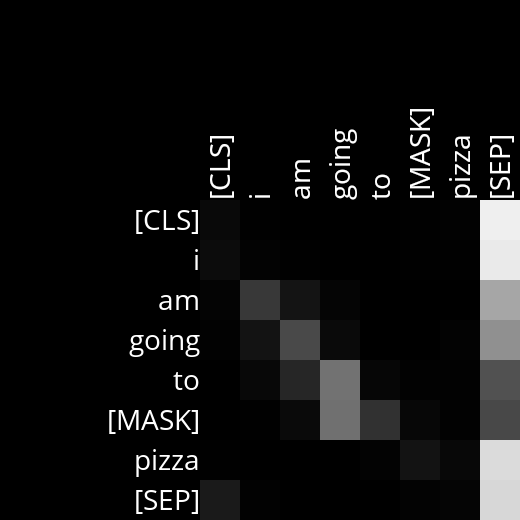 [CLS] i am going to [MASK] pizza [SEP]
[CLS]
i
am
going
to
[MASK]
pizza
[SEP]